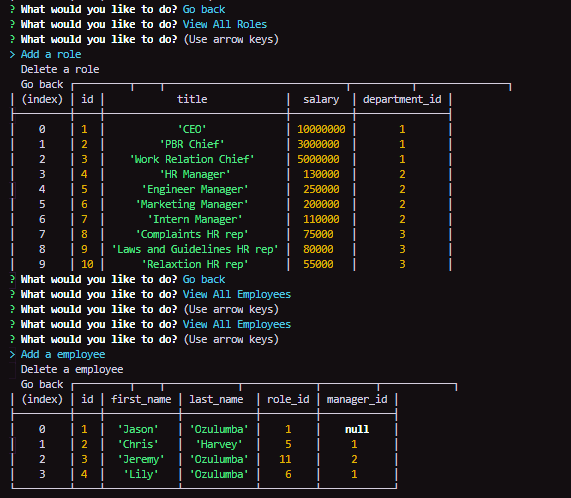 ? What would you like to do? Go back
? What would you like to do? View All Roles
? What would you like to do? (Use arrow keys)
> Add a role
Delete a role
Go back
(index) id title salary department_id
0 1 'CEO' 10000000 1
1 2 'PBR Chief' 3000000 1
2 3 'Work Relation Chief' 5000000 1
3 4 'HR Manager' 130000 2
4 5 'Engineer Manager' 250000 2
5 6 'Marketing Manager' 200000 2
6 7 'Intern Manager' 110000 2
7 8 'Complaints HR rep' 75000 3
8 9 'Laws and Guidelines HR rep' 80000 3
9 10 'Relaxtion HR rep' 55000 3
? What would you like to do? Go back
? What would you like to do? View All Employees
? What would you like to do? (Use arrow keys)
? What would you like to do? View All Employees
? What would you like to do? (Use arrow keys)
> Add a employee
Delete a employee
Go back
(index) id first_name last_name role_id manager_id
0 1 'Jason' 'Ozulumba' 1 null
1 2 'Chris' 'Harvey' 5 1
2 3 'Jeremy' 'Ozulumba' 11 2
3 4 'Lily' 'Ozulumba' 6 1